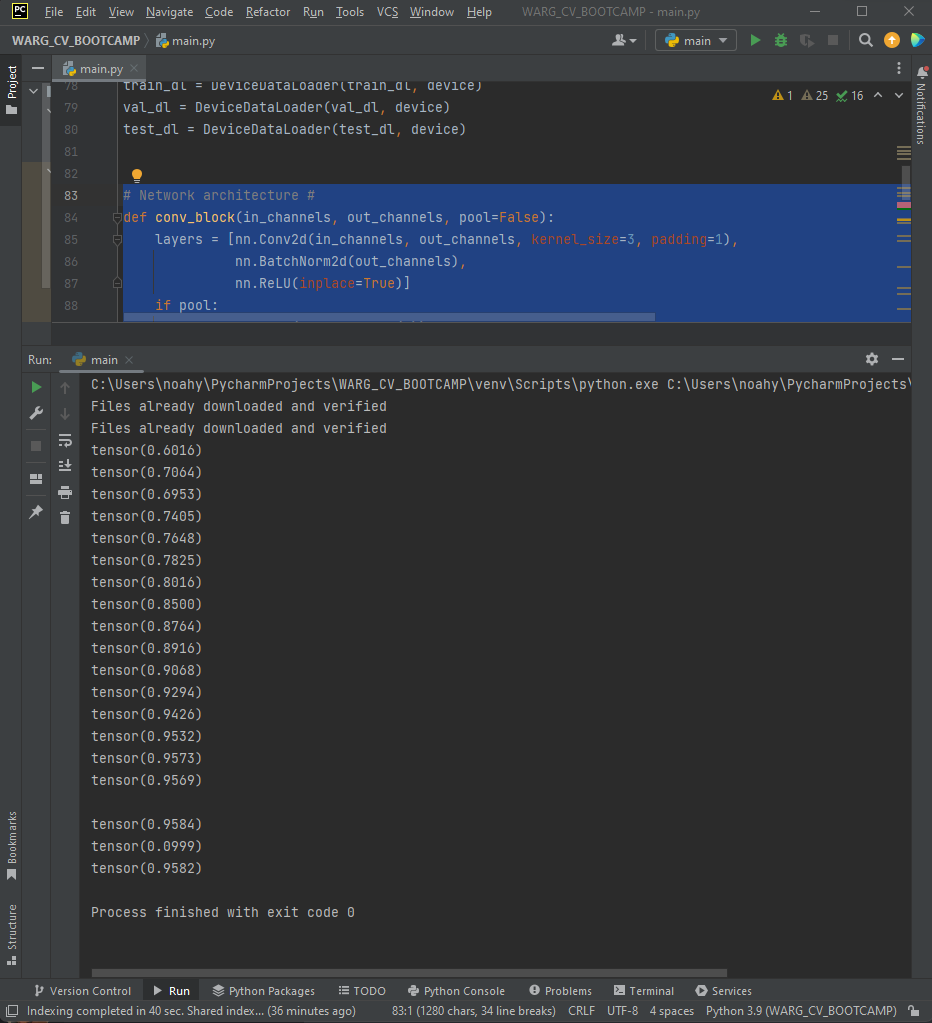 PC File Edit View Navigate Code Refactor Run Tools VCS Window Help WARG_CV_BOOTCAMP - main.py
WARG_CV_BOOTCAMP main.py main
Project
main.py
Notifications
1 25 16
78 train_dl = DeviceDataLoader(train_dl, device)
79 val_dl = DeviceDataLoader(val_dl, device)
80 test_dl = DeviceDataLoader(test_dl, device)
81
82
83 # Network architecture #
84 def conv_block(in_channels, out_channels, pool=False):
85 layers = [nn.Conv2d(in_channels, out_channels, kernel_size=3, padding=1),
86 nn.BatchNorm2d(out_channels),
87 nn.ReLU(inplace=True)]
88 if pool:
Run: main
C:\Users\noahy\PycharmProjects\WARG_CV_BOOTCAMP\venv\Scripts\python.exe C:\Users\noahy\PycharmProjects\
Files already downloaded and verified
Files already downloaded and verified
tensor(0.6016)
tensor(0.7064)
tensor(0.6953)
tensor(0.7405)
tensor(0.7648)
tensor(0.7825)
tensor(0.8016)
tensor(0.8500)
tensor(0.8764)
tensor(0.8916)
tensor(0.9068)
tensor(0.9294)
tensor(0.9426)
tensor(0.9532)
tensor(0.9573)
tensor(0.9569)
tensor(0.9584)
tensor(0.0999)
tensor(0.9582)
Process finished with exit code 0
Bookmarks
Structure
Version Control Run Python Packages TODO Python Console Problems Terminal Services
Indexing completed in 40 sec. Shared index... (36 minutes ago) 83:1 (1280 chars, 34 line breaks) CRLF UTF-8 4 spaces Python 3.9 (WARG_CV_BOOTCAMP)